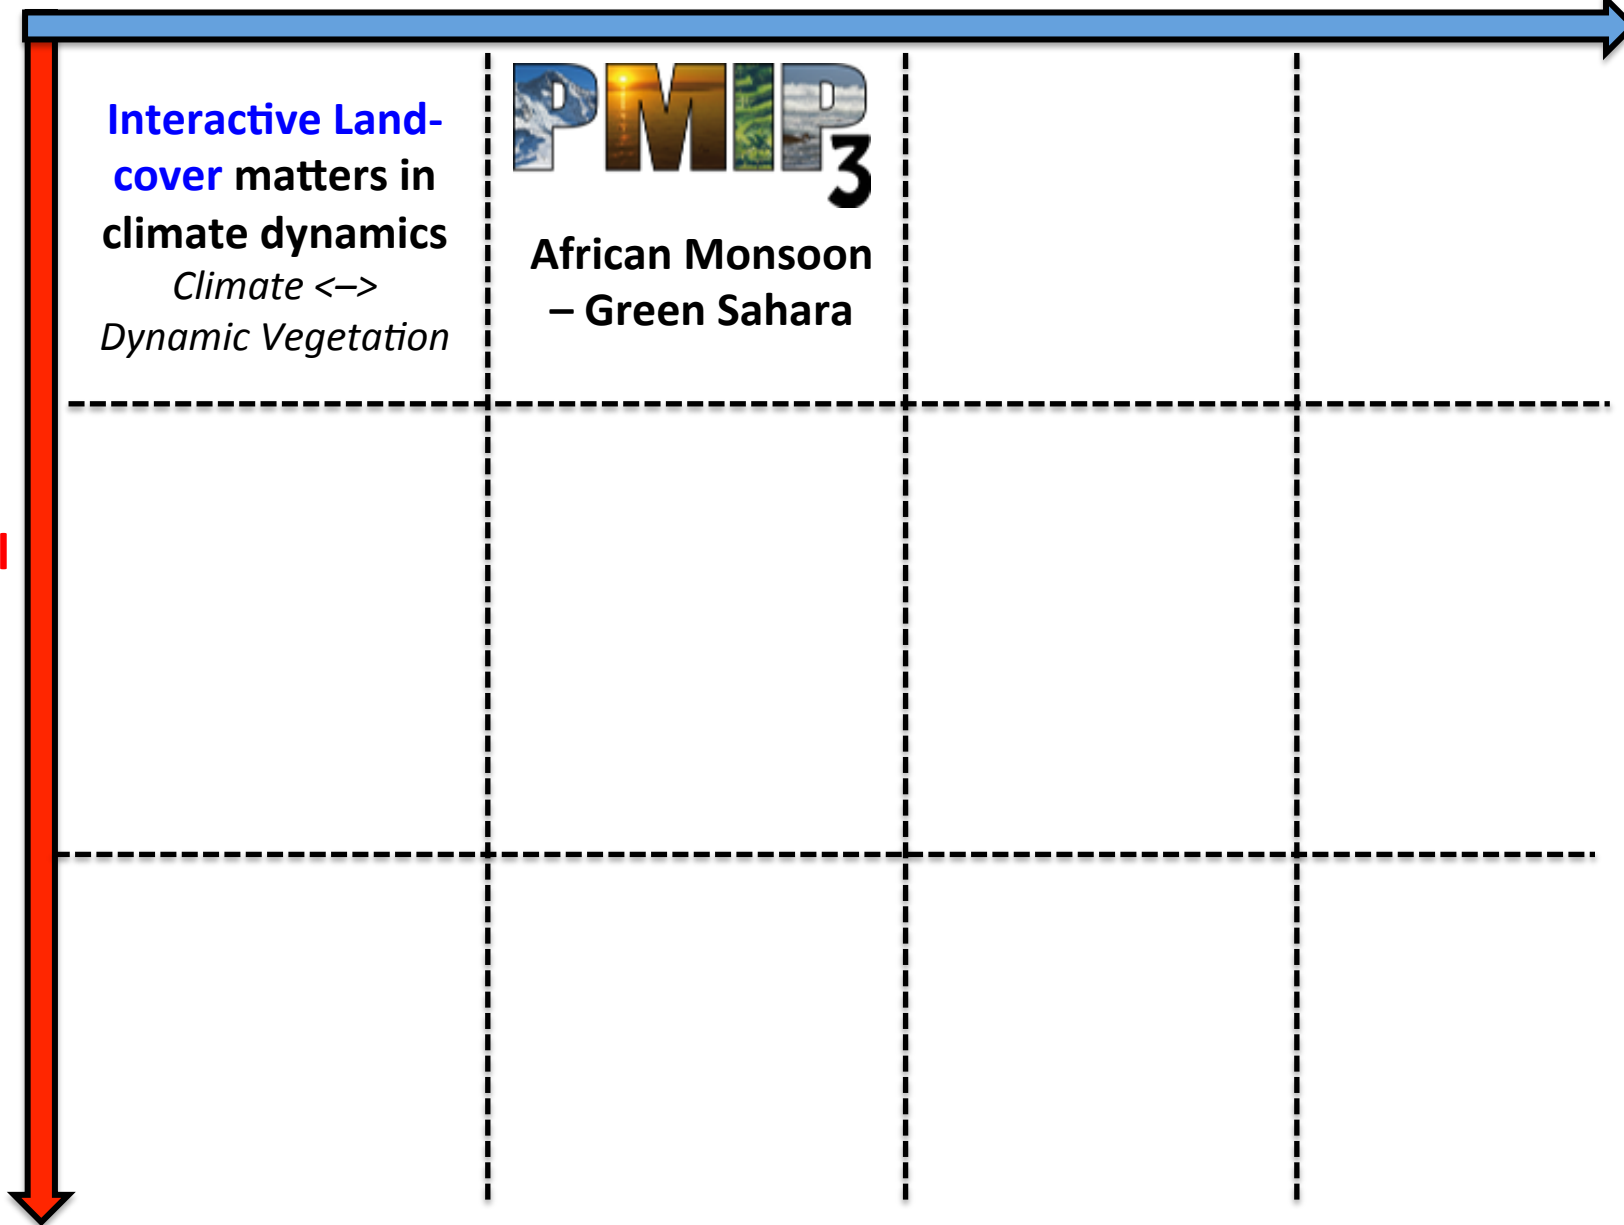 Interactive Land-
cover matters in
climate dynamics
Climate <–>
Dynamic Vegetation
PMIP3
African Monsoon
– Green Sahara